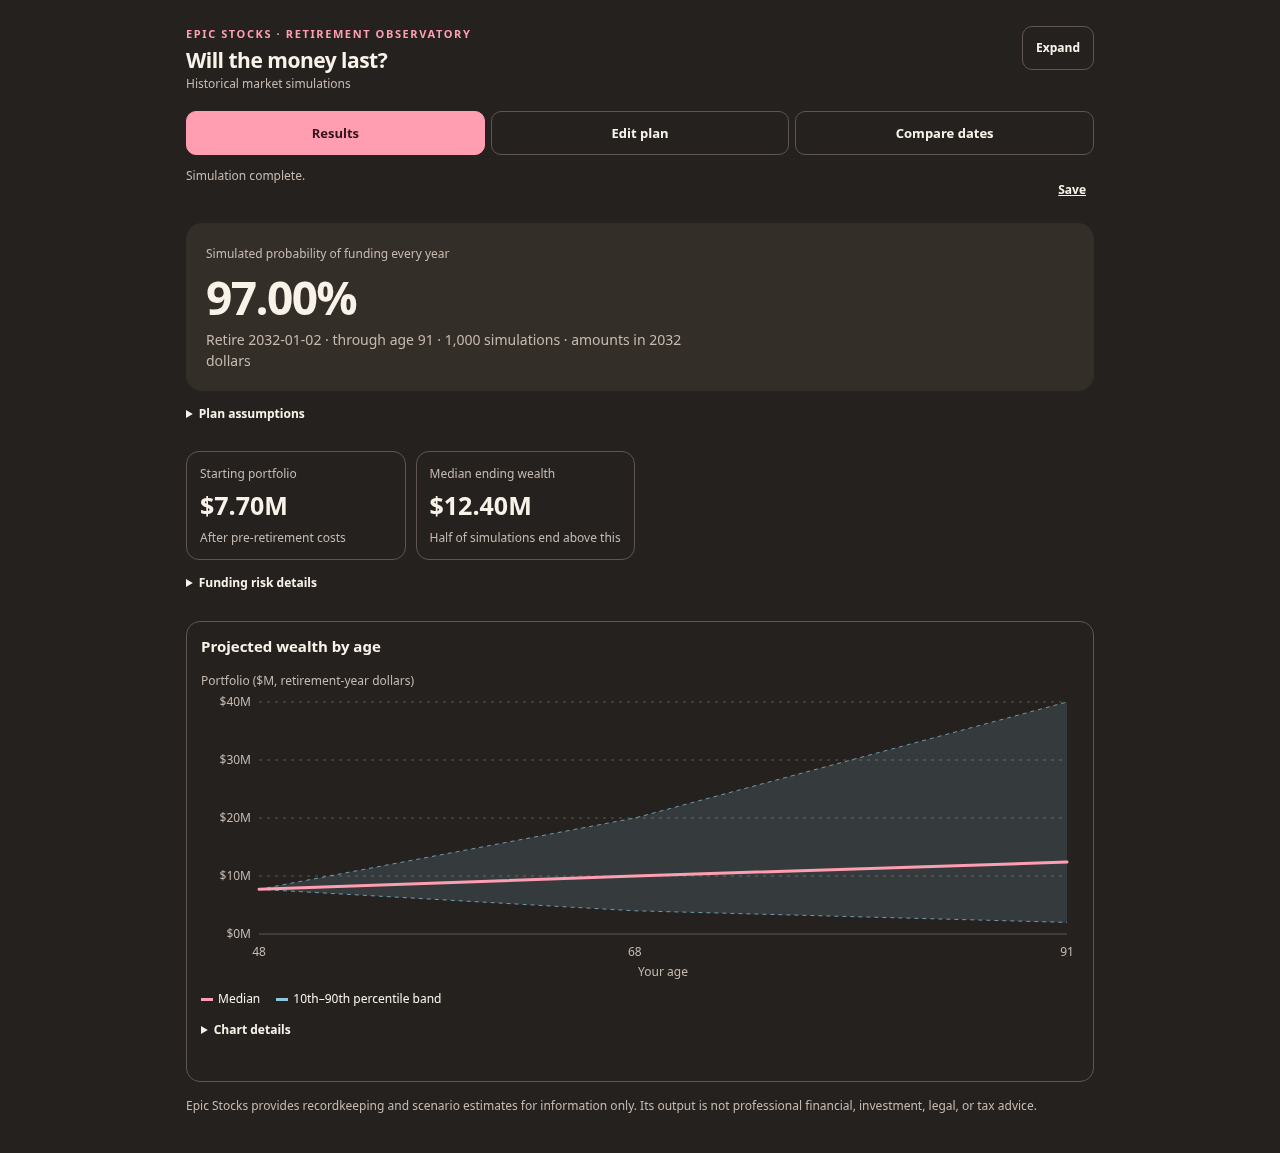 EPIC STOCKS · RETIREMENT OBSERVATORY
Will the money last?
Historical market simulations
Expand
Results
Edit plan
Compare dates
Simulation complete.
Save
Simulated probability of funding every year
97.00%
Retire 2032-01-02 · through age 91 · 1,000 simulations · amounts in 2032
dollars
Plan assumptions
Starting portfolio
$7.70M
After pre-retirement costs
Median ending wealth
$12.40M
Half of simulations end above this
Funding risk details
Projected wealth by age
Portfolio ($M, retirement-year dollars)
$40M
$30M
$20M
$10M
$0M
48
68
91
Your age
Median
10th–90th percentile band
Chart details
Epic Stocks provides recordkeeping and scenario estimates for information only. Its output is not professional financial, investment, legal, or tax advice.